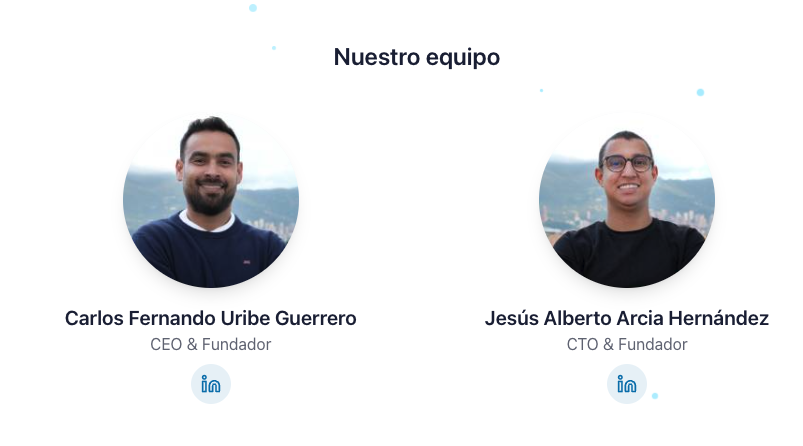 Nuestro equipo
Carlos Fernando Uribe Guerrero
CEO & Fundador
in
Jesús Alberto Arcia Hernández
CTO & Fundador
in